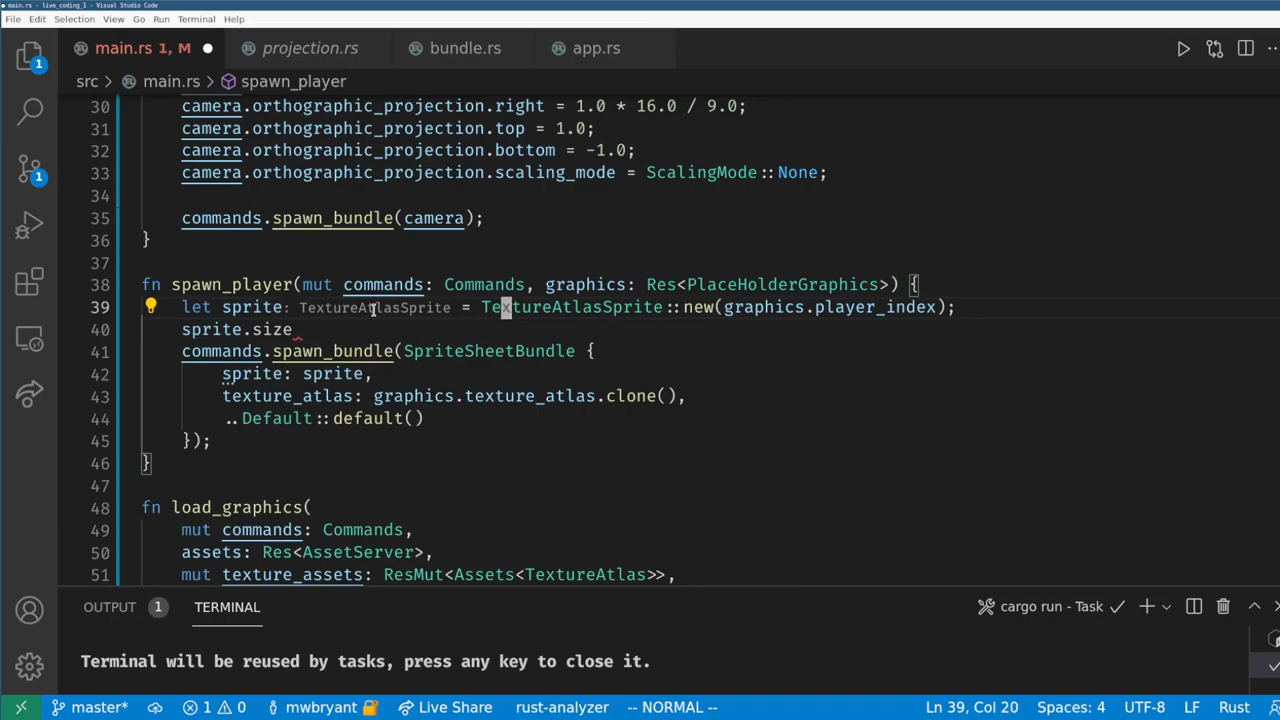 main.rs - live_coding_1 - Visual Studio Code
File Edit Selection View Go Run Terminal Help
main.rs 1, M projection.rs bundle.rs app.rs
src > main.rs > spawn_player
30 camera.orthographic_projection.right = 1.0 * 16.0 / 9.0;
31 camera.orthographic_projection.top = 1.0;
32 camera.orthographic_projection.bottom = -1.0;
33 camera.orthographic_projection.scaling_mode = ScalingMode::None;
34
35 commands.spawn_bundle(camera);
36 }
37
38 fn spawn_player(mut commands: Commands, graphics: Res<PlaceHolderGraphics>) {
39 let sprite: TextureAtlasSprite = TextureAtlasSprite::new(graphics.player_index);
40 sprite.size
41 commands.spawn_bundle(SpriteSheetBundle {
42 sprite: sprite,
43 texture_atlas: graphics.texture_atlas.clone(),
44 ..Default::default()
45 });
46 }
47
48 fn load_graphics(
49 mut commands: Commands,
50 assets: Res<AssetServer>,
51 mut texture_assets: ResMut<Assets<TextureAtlas>>,
OUTPUT 1 TERMINAL cargo run - Task
Terminal will be reused by tasks, press any key to close it.
master* 1 0 mwbryant Live Share rust-analyzer -- NORMAL -- Ln 39, Col 20 Spaces: 4 UTF-8 LF Rust